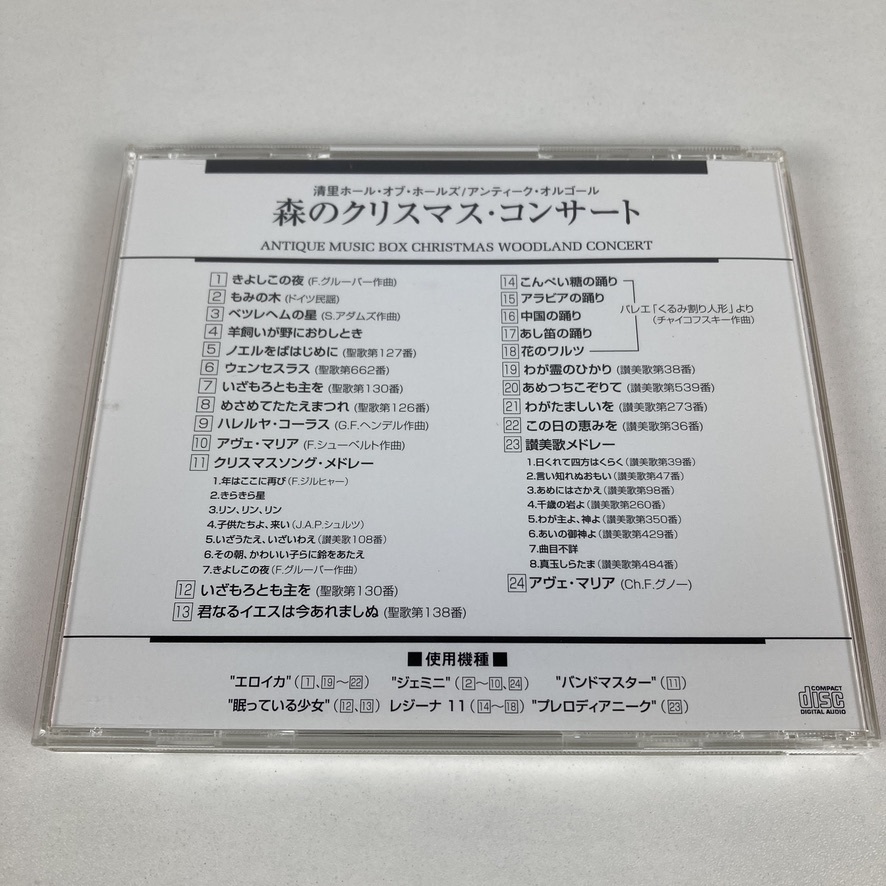 清里ホール・オブ・ホールズ/アンティーク・オルゴール
森のクリスマス・コンサート
ANTIQUE MUSIC BOX CHRISTMAS WOODLAND CONCERT
1 きよしこの夜 (F.グルーバー作曲)
2 もみの木 (ドイツ民謡)
3 ベツレヘムの星 (S.アダムズ作曲)
4 羊飼いが野におりしとき
5 ノエルをばはじめに (聖歌第127番)
6 ウェンセスラス (聖歌第662番)
7 いざもろとも主を (聖歌第130番)
8 めさめてたたえまつれ (聖歌第126番)
9 ハレルヤ・コーラス (G.F.ヘンデル作曲)
10 アヴェ・マリア (F.シューベルト作曲)
11 クリスマスソング・メドレー
1.年はここに再び (F.ジルヒャー)
2.きらきら星
3.リン、リン、リン
4.子供たちよ、来い (J.A.P.シュルツ)
5.いざうたえ、いざいわえ (讃美歌108番)
6.その朝、かわいい子らに鈴をあたえ
7.きよしこの夜 (F.グルーバー作曲)
12 いざもろとも主を (聖歌第130番)
13 君なるイエスは今あれましぬ (聖歌第138番)
14 こんぺい糖の踊り
15 アラビアの踊り
16 中国の踊り
17 あし笛の踊り
18 花のワルツ
バレエ「くるみ割り人形」より
(チャイコフスキー作曲)
19 わが霊のひかり (讃美歌第38番)
20 あめつちこぞりて (讃美歌第539番)
21 わがたましいを (讃美歌第273番)
22 この日の恵みを (讃美歌第36番)
23 讃美歌メドレー
1.日くれて四方はくらく (讃美歌第39番)
2.言い知れぬおもい (讃美歌第47番)
3.あめにはさかえ (讃美歌第98番)
4.千歳の岩よ (讃美歌第260番)
5.わが主よ、神よ (讃美歌第350番)
6.あいの御神よ (讃美歌第429番)
7.曲目不詳
8.真玉しらたま (讃美歌第484番)
24 アヴェ・マリア (Ch.F.グノー)
■使用機種■
"エロイカ" (1、19〜22) "ジェミニ" (2〜10、24) "バンドマスター" (11)
"眠っている少女" (12、13) レジーナ 11 (14〜18) "プレロディアニーク" (23)
COMPACT
disc
DIGITAL AUDIO